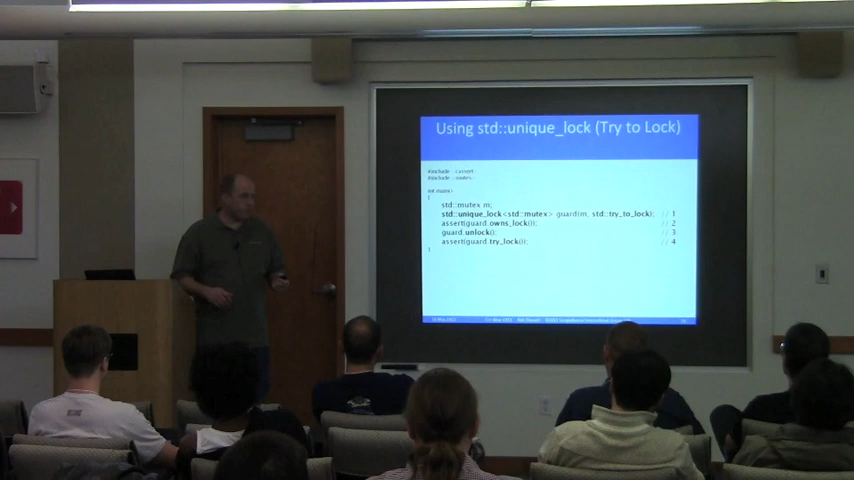 Using std::unique_lock (Try to Lock)
#include <cassert>
#include <mutex>
int main()
{
std::mutex m;
std::unique_lock<std::mutex> guard(m, std::try_to_lock); // 1
assert(guard.owns_lock()); // 2
guard.unlock(); // 3
assert(guard.try_lock()); // 4
}